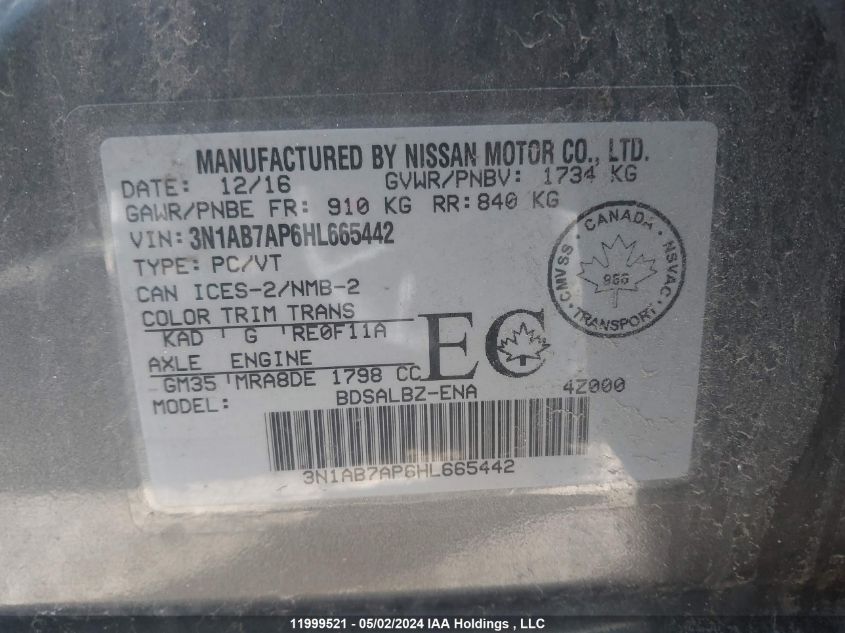 MANUFACTURED BY NISSAN MOTOR CO., LTD.
DATE: 12/16 GVWR/PNBV: 1734 KG
GAWR/PNBE FR: 910 KG RR: 840 KG
VIN: 3N1AB7AP6HL665442
TYPE: PC/VT
CAN ICES-2/NMB-2
COLOR TRIM TRANS
KAD G RE0F11A
AXLE ENGINE
GM35 MRA8DE 1798 CC
MODEL: BDSALBZ-ENA 4Z000
EC
CANADA
CMVSS 956 NSVAC
TRANSPORT
3N1AB7AP6HL665442
11999521 - 05/02/2024 IAA Holdings , LLC